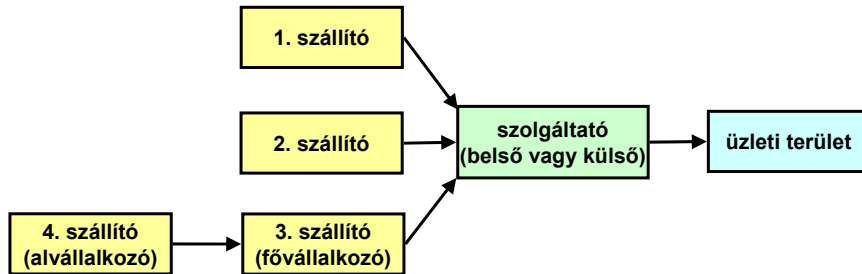 1. szállító
2. szállító
szolgáltató
(belső vagy külső)
üzleti terület
4. szállító
(alvállalkozó)
3. szállító
(fővállalkozó)